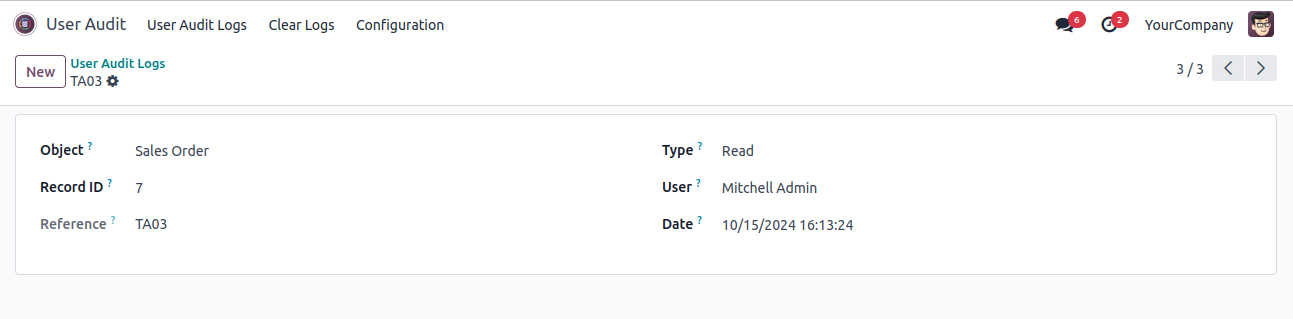 User Audit User Audit Logs Clear Logs Configuration 6 2 YourCompany
New User Audit Logs
TA03 3 / 3
Object ? Sales Order Type ? Read
Record ID ? 7 User ? Mitchell Admin
Reference ? TA03 Date ? 10/15/2024 16:13:24